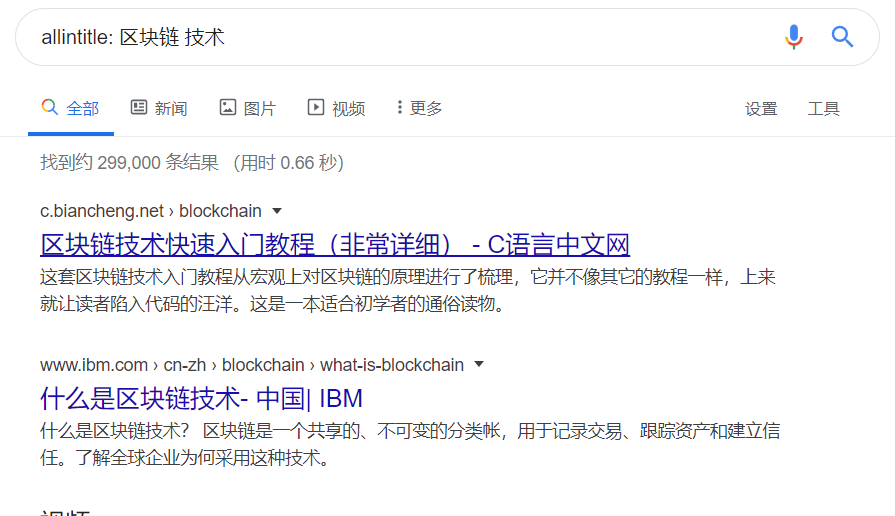 allintitle: 区块链 技术
全部 新闻 图片 视频 更多 设置 工具
找到约 299,000 条结果 （用时 0.66 秒）
c.biancheng.net › blockchain
区块链技术快速入门教程（非常详细） - C语言中文网
这套区块链技术入门教程从宏观上对区块链的原理进行了梳理，它并不像其它的教程一样，上来
就让读者陷入代码的汪洋。这是一本适合初学者的通俗读物。
www.ibm.com › cn-zh › blockchain › what-is-blockchain
什么是区块链技术- 中国| IBM
什么是区块链技术？ 区块链是一个共享的、不可变的分类帐，用于记录交易、跟踪资产和建立信
任。了解全球企业为何采用这种技术。